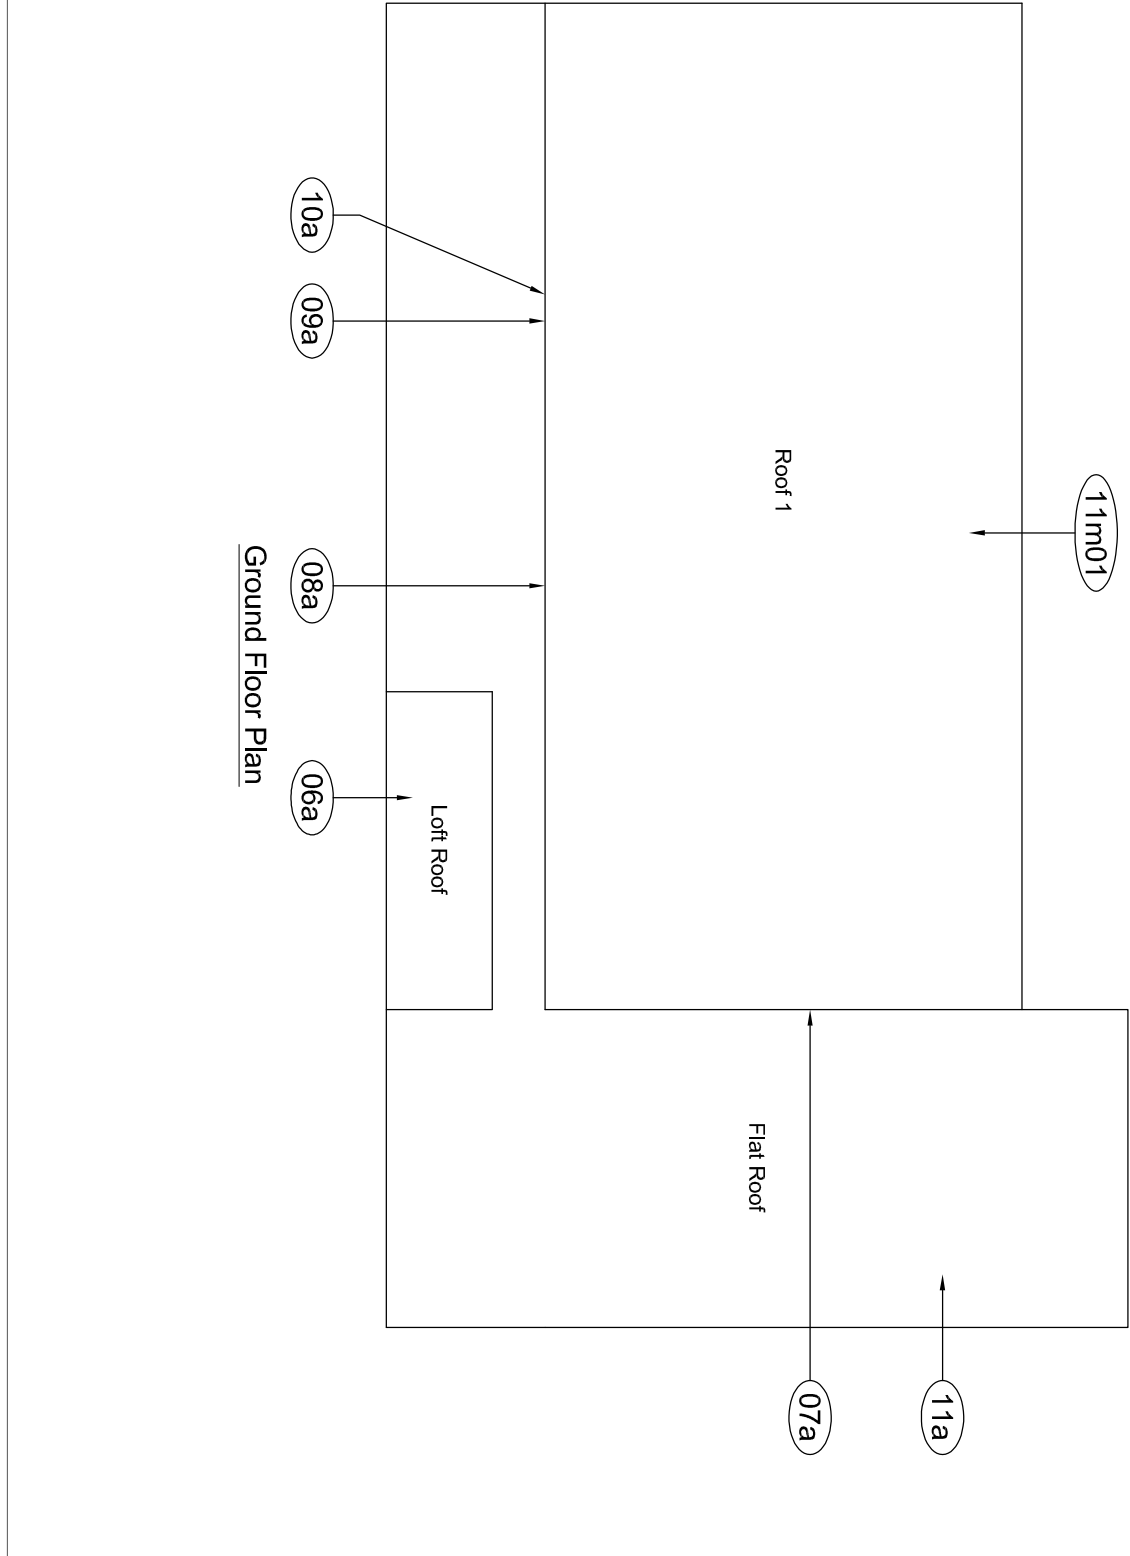 11m01
11a
07a
Roof 1
Flat Roof
Loft Roof
10a
09a
08a
06a
Ground Floor Plan